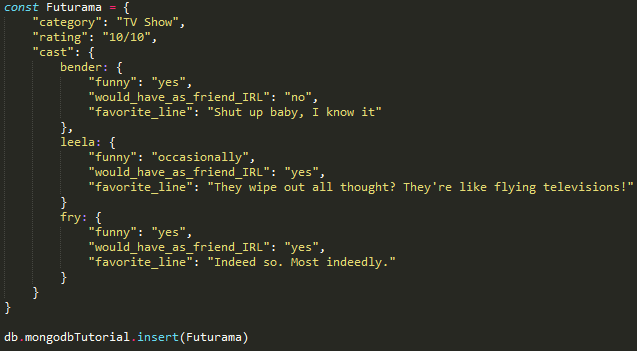 const Futurama = {
    "category": "TV Show",
    "rating": "10/10",
    "cast": {
        bender: {
            "funny": "yes",
            "would_have_as_friend_IRL": "no",
            "favorite_line": "Shut up baby, I know it"
        },
        leela: {
            "funny": "occasionally",
            "would_have_as_friend_IRL": "yes",
            "favorite_line": "They wipe out all thought? They're like flying televisions!"
        }
        fry: {
            "funny": "yes",
            "would_have_as_friend_IRL": "yes",
            "favorite_line": "Indeed so. Most indeedly."
        }
    }
}

db.mongodbTutorial.insert(Futurama)